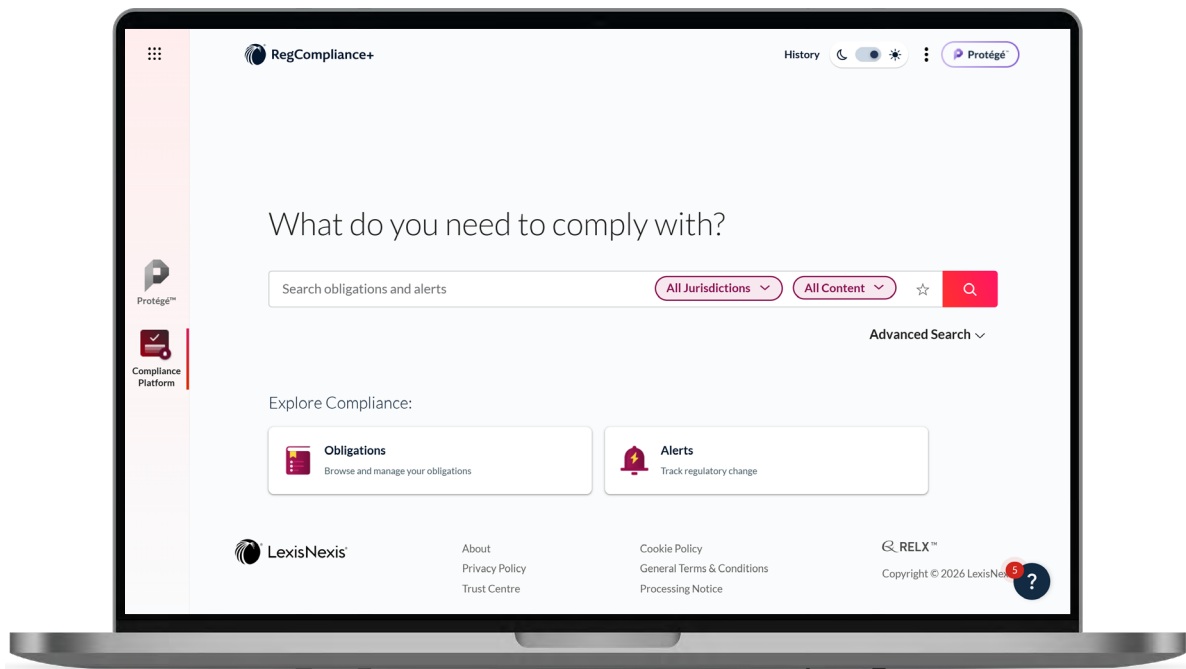 RegCompliance+
History
Protégé™
What do you need to comply with?
Search obligations and alerts
All Jurisdictions
All Content
Advanced Search
Protégé™
Compliance
Platform
Explore Compliance:
Obligations
Browse and manage your obligations
Alerts
Track regulatory change
LexisNexis®
About
Privacy Policy
Trust Centre
Cookie Policy
General Terms & Conditions
Processing Notice
RELX™
Copyright © 2026 LexisNex
5
?